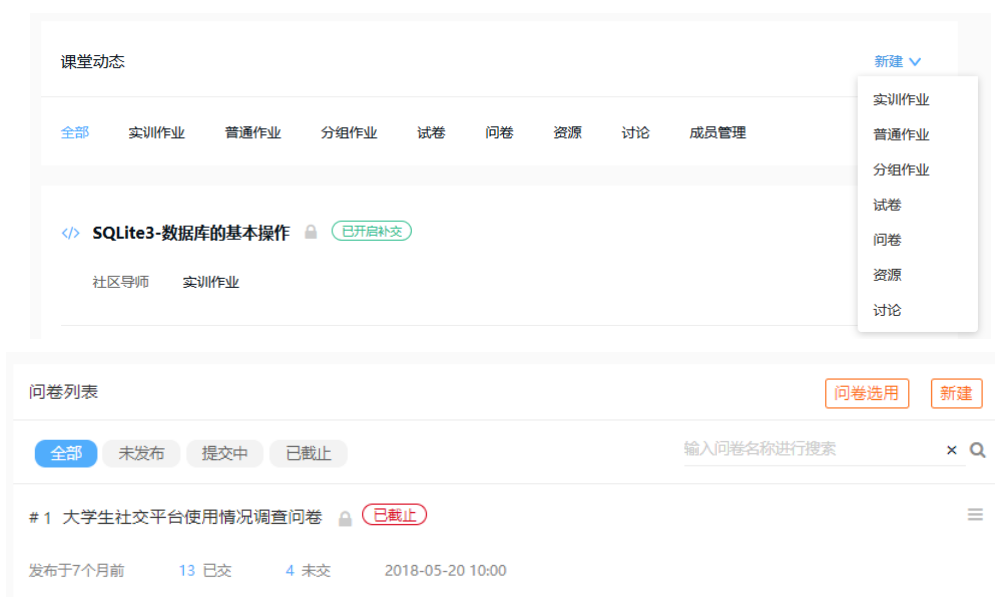 课堂动态 新建
全部 实训作业 普通作业 分组作业 试卷 问卷 资源 讨论 成员管理
实训作业
普通作业
分组作业
试卷
问卷
资源
讨论
</> SQLite3-数据库的基本操作 已开启补交
社区导师 实训作业
问卷列表 问卷选用 新建
全部 未发布 提交中 已截止 输入问卷名称进行搜索
# 1 大学生社交平台使用情况调查问卷 已截止
发布于7个月前 13 已交 4 未交 2018-05-20 10:00